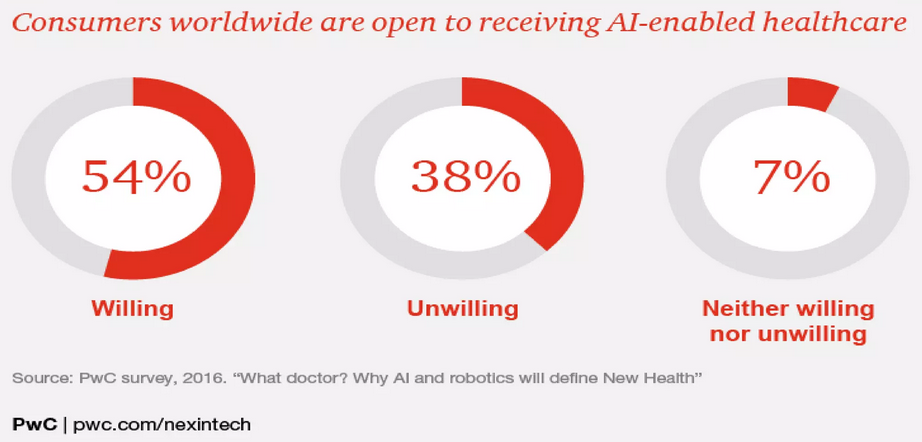 Consumers worldwide are open to receiving AI-enabled healthcare
54%
38%
7%
Willing
Unwilling
Neither willing
nor unwilling
Source: PwC survey, 2016. “What doctor? Why AI and robotics will define New Health”
PwC | pwc.com/nexintech